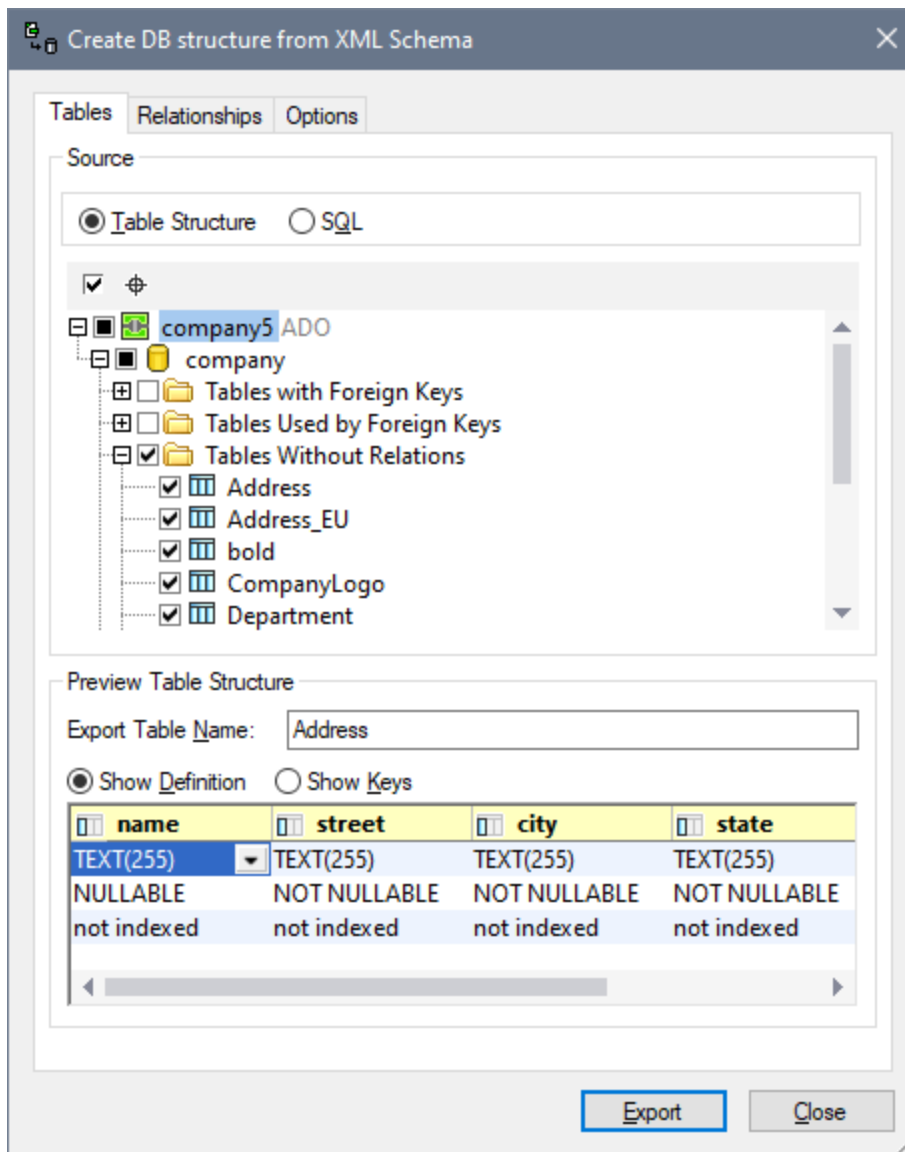 Create DB structure from XML Schema
Tables Relationships Options
Source
Table Structure SQL
company5 ADO
company
Tables with Foreign Keys
Tables Used by Foreign Keys
Tables Without Relations
Address
Address_EU
bold
CompanyLogo
Department
Preview Table Structure
Export Table Name: Address
Show Definition Show Keys
name street city state
TEXT(255) TEXT(255) TEXT(255) TEXT(255)
NULLABLE NOT NULLABLE NOT NULLABLE NOT NULLABLE
not indexed not indexed not indexed not indexed
Export Close